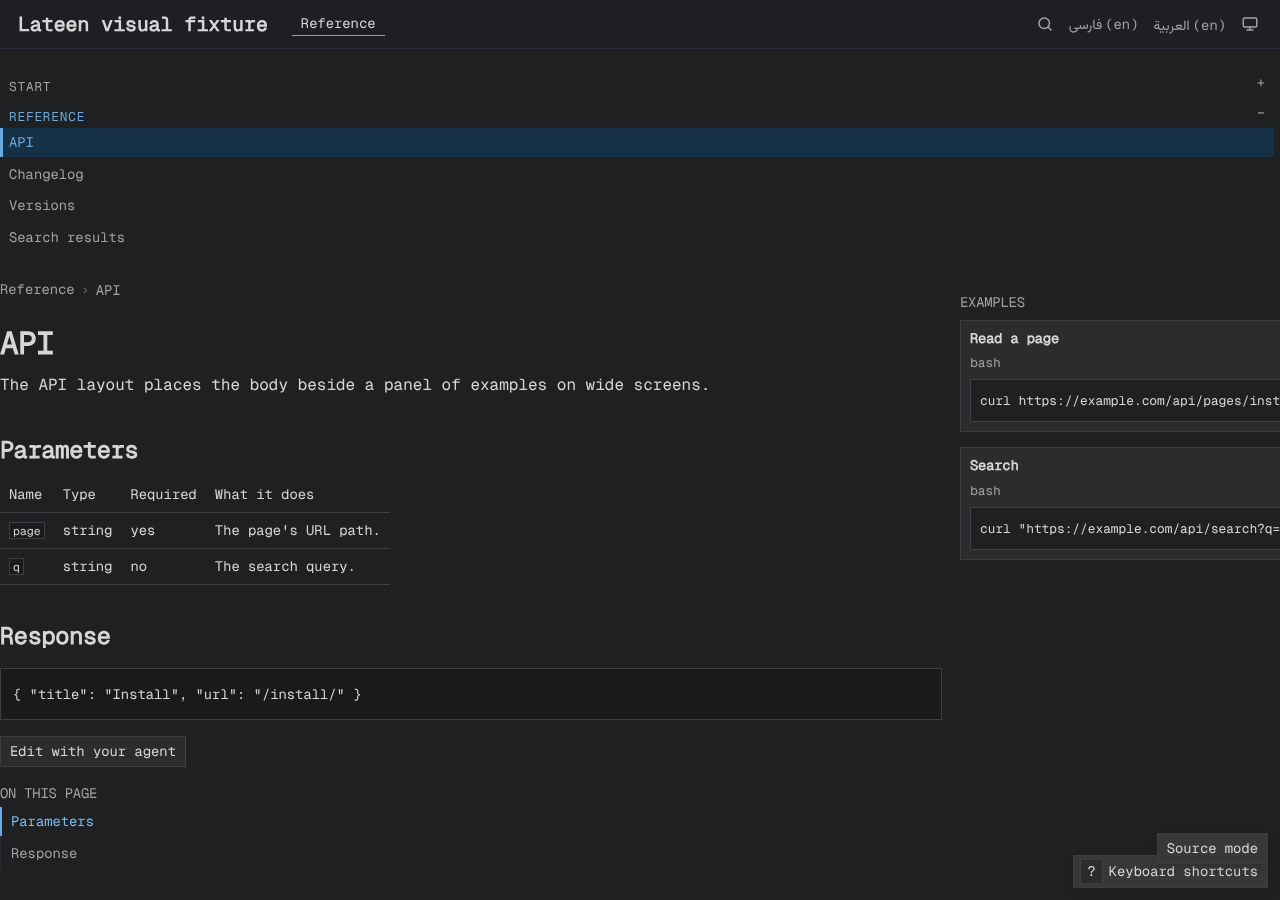 Lateen visual fixture
Reference
فارسی (en)
العربية (en)
START +
REFERENCE −
API
Changelog
Versions
Search results
Reference › API
API
The API layout places the body beside a panel of examples on wide screens.
Parameters
Name Type Required What it does
page string yes The page's URL path.
q string no The search query.
Response
{ "title": "Install", "url": "/install/" }
Edit with your agent
ON THIS PAGE
Parameters
Response
EXAMPLES
Read a page
bash
curl https://example.com/api/pages/inst
Search
bash
curl "https://example.com/api/search?q=
Source mode
? Keyboard shortcuts